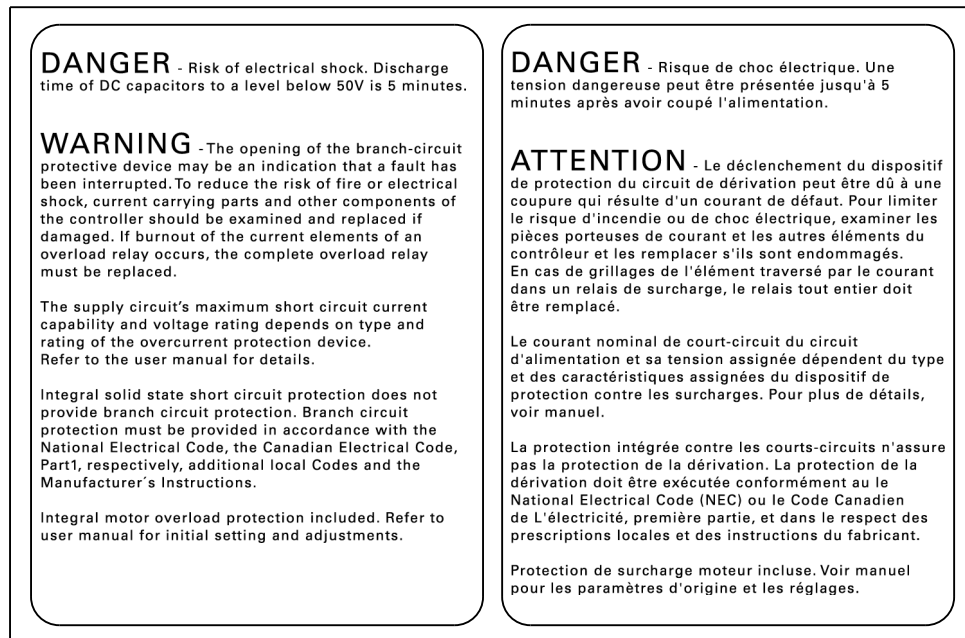 DANGER - Risk of electrical shock. Discharge
time of DC capacitors to a level below 50V is 5 minutes.
WARNING - The opening of the branch-circuit
protective device may be an indication that a fault has
been interrupted. To reduce the risk of fire or electrical
shock, current carrying parts and other components of
the controller should be examined and replaced if
damaged. If burnout of the current elements of an
overload relay occurs, the complete overload relay
must be replaced.
The supply circuit's maximum short circuit current
capability and voltage rating depends on type and
rating of the overcurrent protection device.
Refer to the user manual for details.
Integral solid state short circuit protection does not
provide branch circuit protection. Branch circuit
protection must be provided in accordance with the
National Electrical Code, the Canadian Electrical Code,
Part1, respectively, additional local Codes and the
Manufacturer´s Instructions.
Integral motor overload protection included. Refer to
user manual for initial setting and adjustments.
DANGER - Risque de choc électrique. Une
tension dangereuse peut être présentée jusqu'à 5
minutes après avoir coupé l'alimentation.
ATTENTION - Le déclenchement du dispositif
de protection du circuit de dérivation peut être dû à une
coupure qui résulte d'un courant de défaut. Pour limiter
le risque d'incendie ou de choc électrique, examiner les
pièces porteuses de courant et les autres éléments du
contrôleur et les remplacer s'ils sont endommagés.
En cas de grillages de l'élément traversé par le courant
dans un relais de surcharge, le relais tout entier doit
être remplacé.
Le courant nominal de court-circuit du circuit
d'alimentation et sa tension assignée dépendent du type
et des caractéristiques assignées du dispositif de
protection contre les surcharges. Pour plus de détails,
voir manuel.
La protection intégrée contre les courts-circuits n'assure
pas la protection de la dérivation. La protection de la
dérivation doit être exécutée conformément au le
National Electrical Code (NEC) ou le Code Canadien
de L'électricité, première partie, et dans le respect des
prescriptions locales et des instructions du fabricant.
Protection de surcharge moteur incluse. Voir manuel
pour les paramètres d'origine et les réglages.